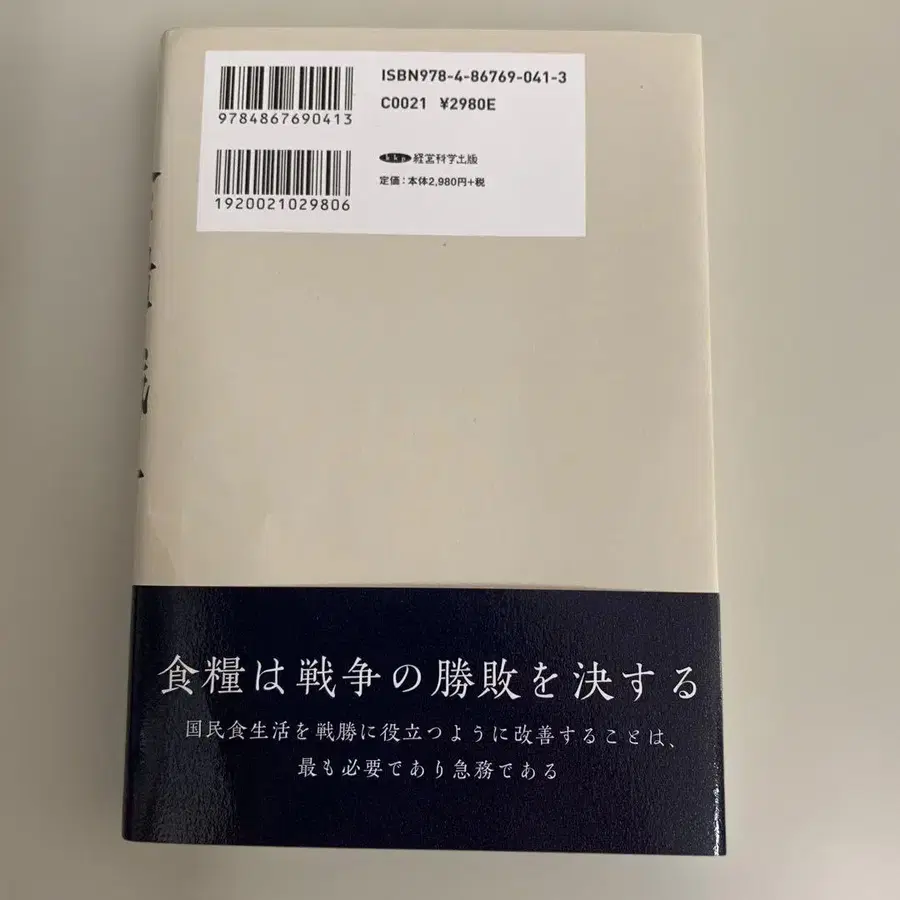 ISBN978-4-86769-041-3
C0021 ¥2980E
9784867690413
kkp 経営科学出版
定価：本体2,980円+税
1920021029806
食糧は戦争の勝敗を決する
国民食生活を戦勝に役立つように改善することは、
最も必要であり急務である